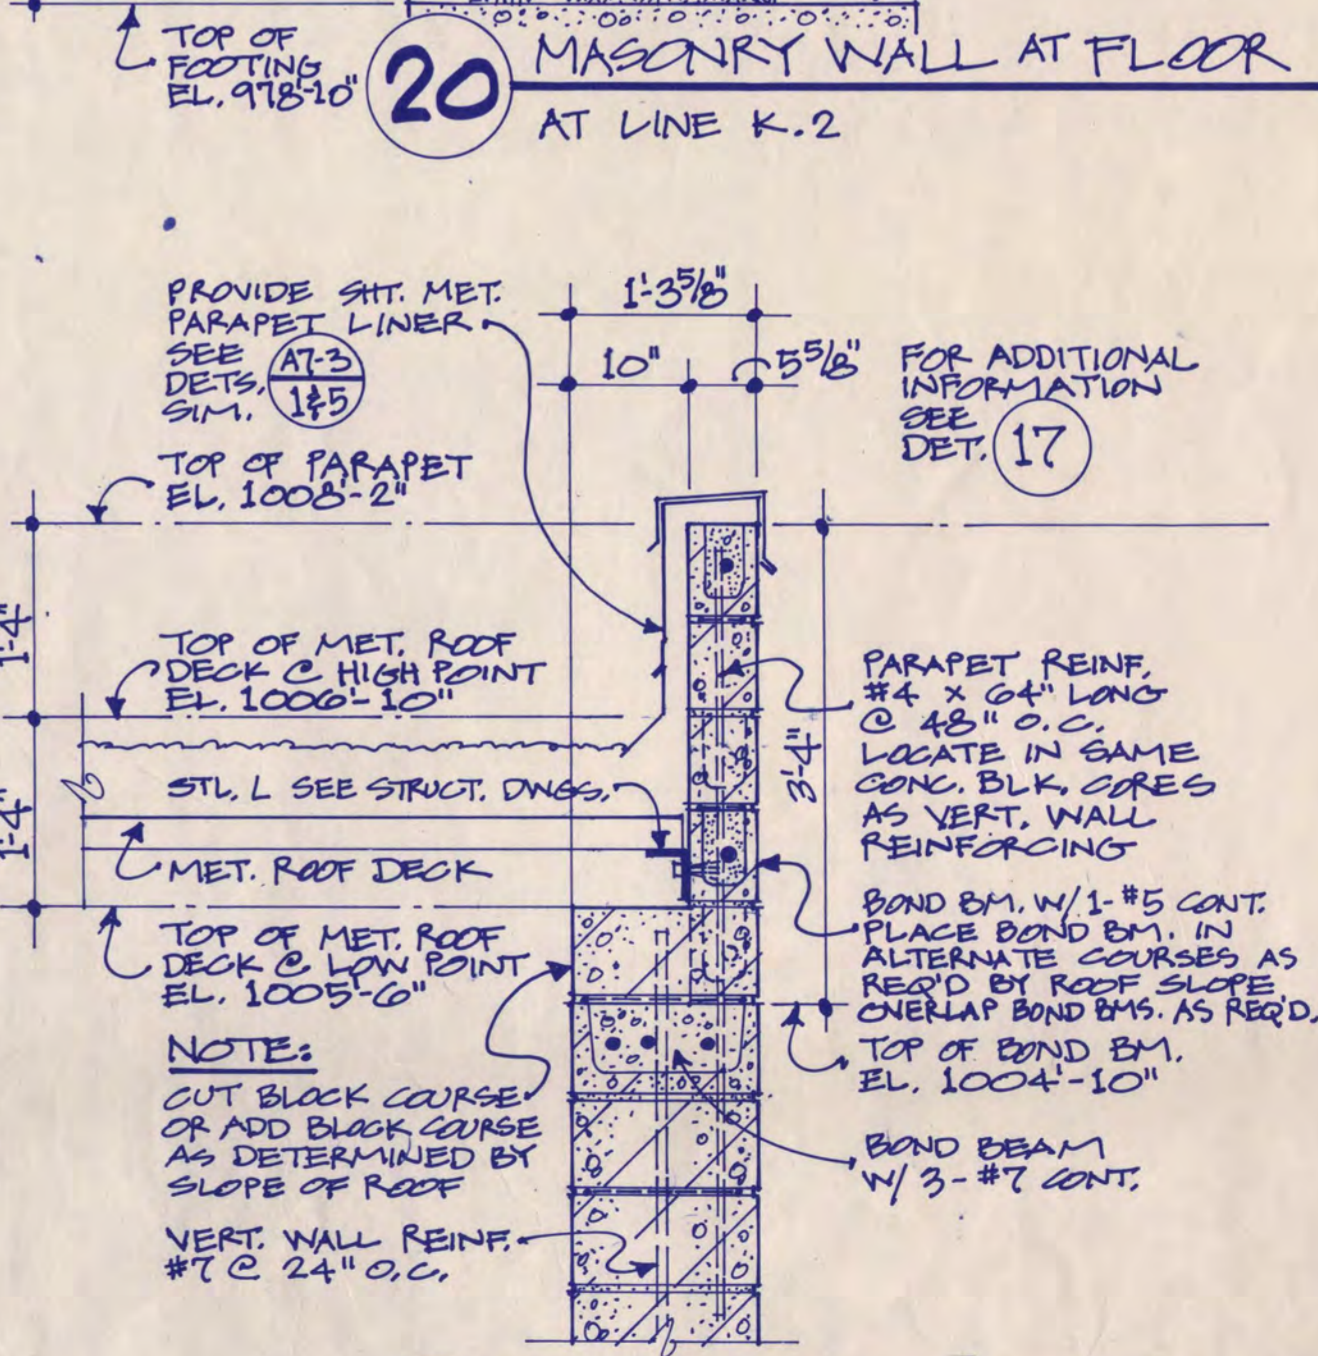 TOP OF
FOOTING
EL. 978'-10"
20
MASONRY WALL AT FLOOR
AT LINE K.2
PROVIDE SHT. MET.
PARAPET LINER
SEE
DETS,
SIM.
A7-3
1&5
1'-3 5/8"
10"
5 5/8"
FOR ADDITIONAL
INFORMATION
SEE
DET. 17
TOP OF PARAPET
EL. 1008'-2"
1'-4"
TOP OF MET. ROOF
DECK @ HIGH POINT
EL. 1006'-10"
STL. L SEE STRUCT. DWGS.
1'-4"
MET. ROOF DECK
TOP OF MET. ROOF
DECK @ LOW POINT
EL. 1005'-6"
NOTE:
CUT BLOCK COURSE
OR ADD BLOCK COURSE
AS DETERMINED BY
SLOPE OF ROOF
VERT. WALL REINF.
#7 @ 24" O.C.
3'-4"
PARAPET REINF.
#4 X 64" LONG
@ 48" O.C.
LOCATE IN SAME
CONC. BLK. CORES
AS VERT. WALL
REINFORCING
BOND BM. W/ 1-#5 CONT.
PLACE BOND BM. IN
ALTERNATE COURSES AS
REQ'D BY ROOF SLOPE
OVERLAP BOND BMS. AS REQ'D.
TOP OF BOND BM.
EL. 1004'-10"
BOND BEAM
W/ 3-#7 CONT.